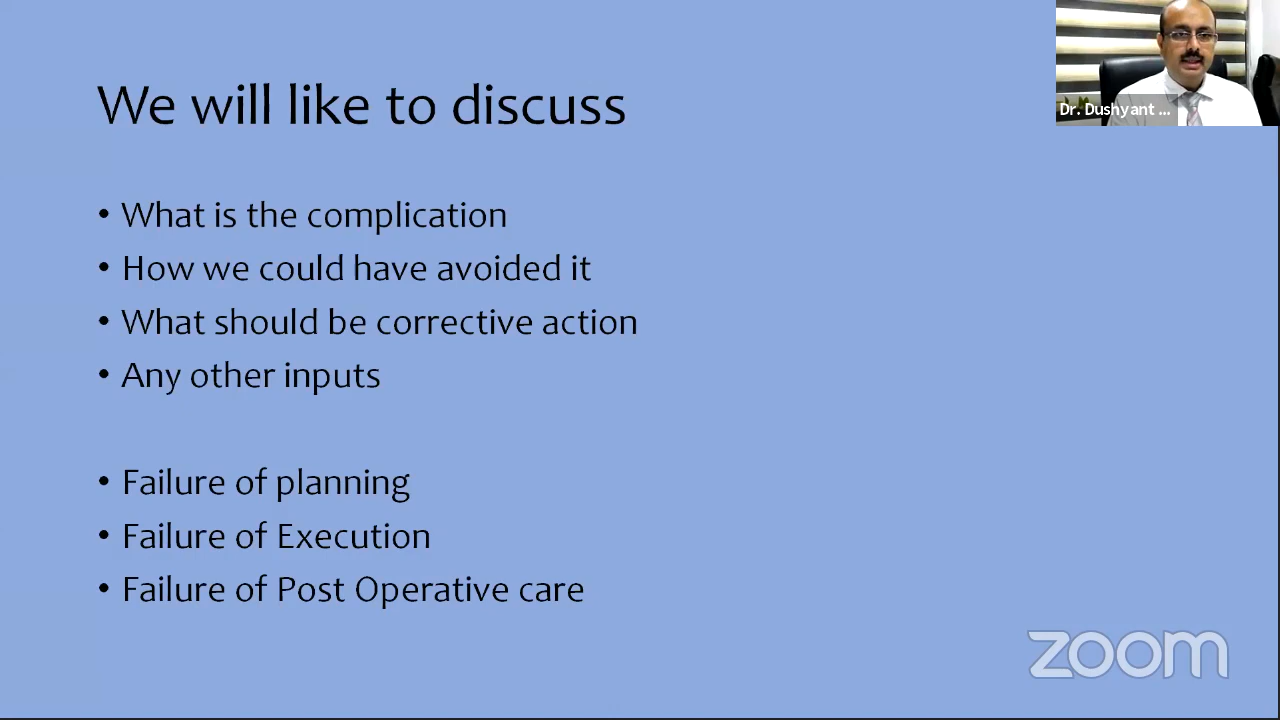 We will like to discuss
Dr. Dushyant ...
• What is the complication
• How we could have avoided it
• What should be corrective action
• Any other inputs
• Failure of planning
• Failure of Execution
• Failure of Post Operative care
zoom